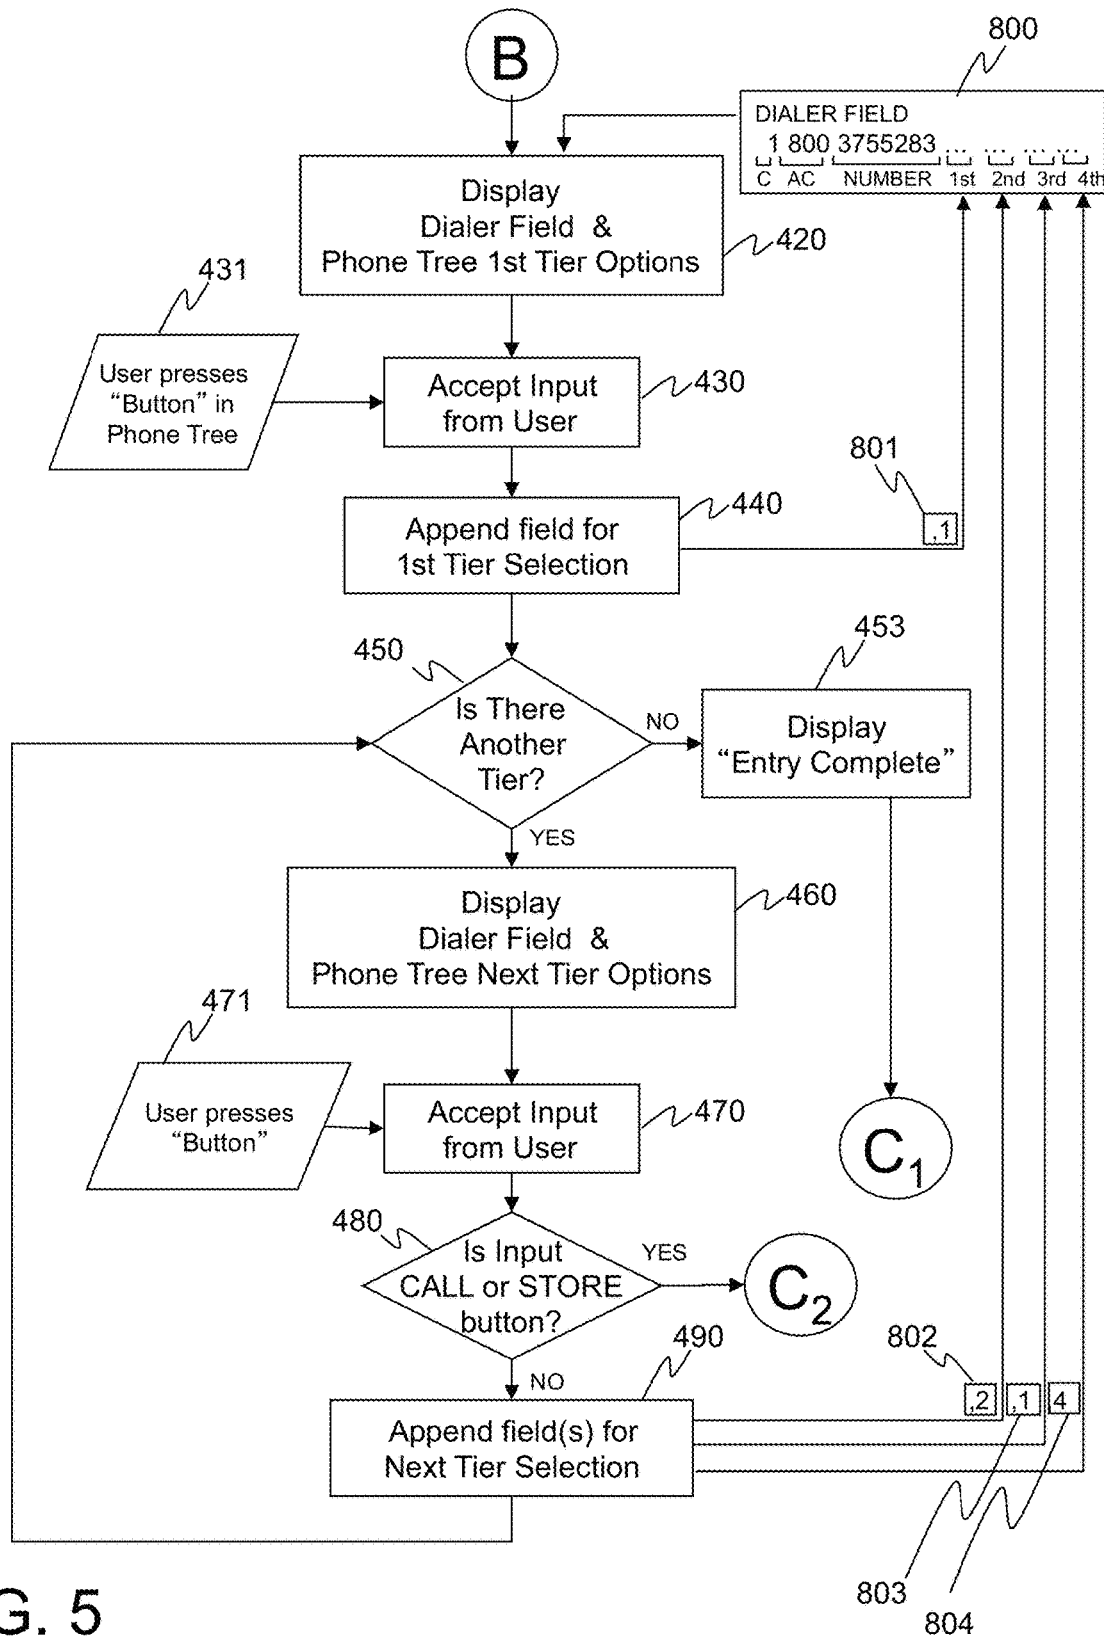 B
800
DIALER FIELD
1 800 3755283 ... ... ... ...
C AC NUMBER 1st 2nd 3rd 4th
Display
Dialer Field &
Phone Tree 1st Tier Options
420
431
User presses
“Button” in
Phone Tree
Accept Input
from User
430
801
,1
Append field for
1st Tier Selection
440
450
Is There
Another
Tier?
NO
453
Display
“Entry Complete”
YES
Display
Dialer Field &
Phone Tree Next Tier Options
460
471
User presses
“Button”
Accept Input
from User
470
C1
480
Is Input
CALL or STORE
button?
YES
C2
NO
490
802
,2 ,1 4
Append field(s) for
Next Tier Selection
803
804
G. 5